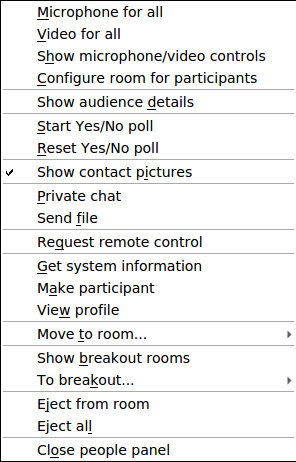 Microphone for all
Video for all
Show microphone/video controls
Configure room for participants
Show audience details
Start Yes/No poll
Reset Yes/No poll
Show contact pictures
Private chat
Send file
Request remote control
Get system information
Make participant
View profile
Move to room...
Show breakout rooms
To breakout...
Eject from room
Eject all
Close people panel